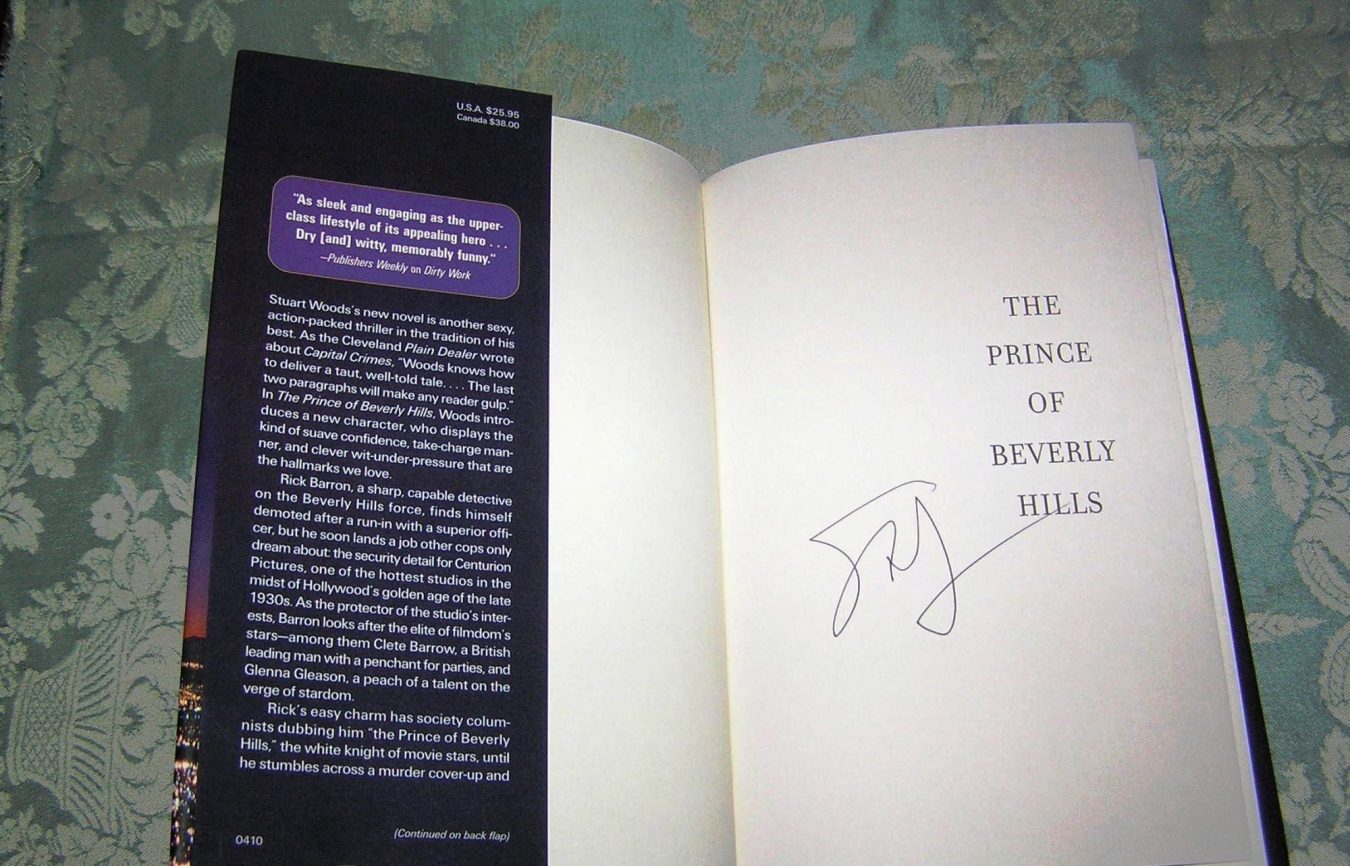 U.S.A. $25.95
Canada $38.00
"As sleek and engaging as the upper-
class lifestyle of its appealing hero . . .
Dry [and] witty, memorably funny."
—Publishers Weekly on Dirty Work
Stuart Woods's new novel is another sexy,
action-packed thriller in the tradition of his
best. As the Cleveland Plain Dealer wrote
about Capital Crimes, "Woods knows how
to deliver a taut, well-told tale. . . . The last
two paragraphs will make any reader gulp."
In The Prince of Beverly Hills, Woods intro-
duces a new character, who displays the
kind of suave confidence, take-charge man-
ner, and clever wit-under-pressure that are
the hallmarks we love.
Rick Barron, a sharp, capable detective
on the Beverly Hills force, finds himself
demoted after a run-in with a superior offi-
cer, but he soon lands a job other cops only
dream about: the security detail for Centurion
Pictures, one of the hottest studios in the
midst of Hollywood's golden age of the late
1930s. As the protector of the studio's inter-
ests, Barron looks after the elite of filmdom's
stars—among them Clete Barrow, a British
leading man with a penchant for parties, and
Glenna Gleason, a peach of a talent on the
verge of stardom.
Rick's easy charm has society colum-
nists dubbing him "the Prince of Beverly
Hills," the white knight of movie stars, until
he stumbles across a murder cover-up and
(Continued on back flap)
0410
THE
PRINCE
OF
BEVERLY
HILLS